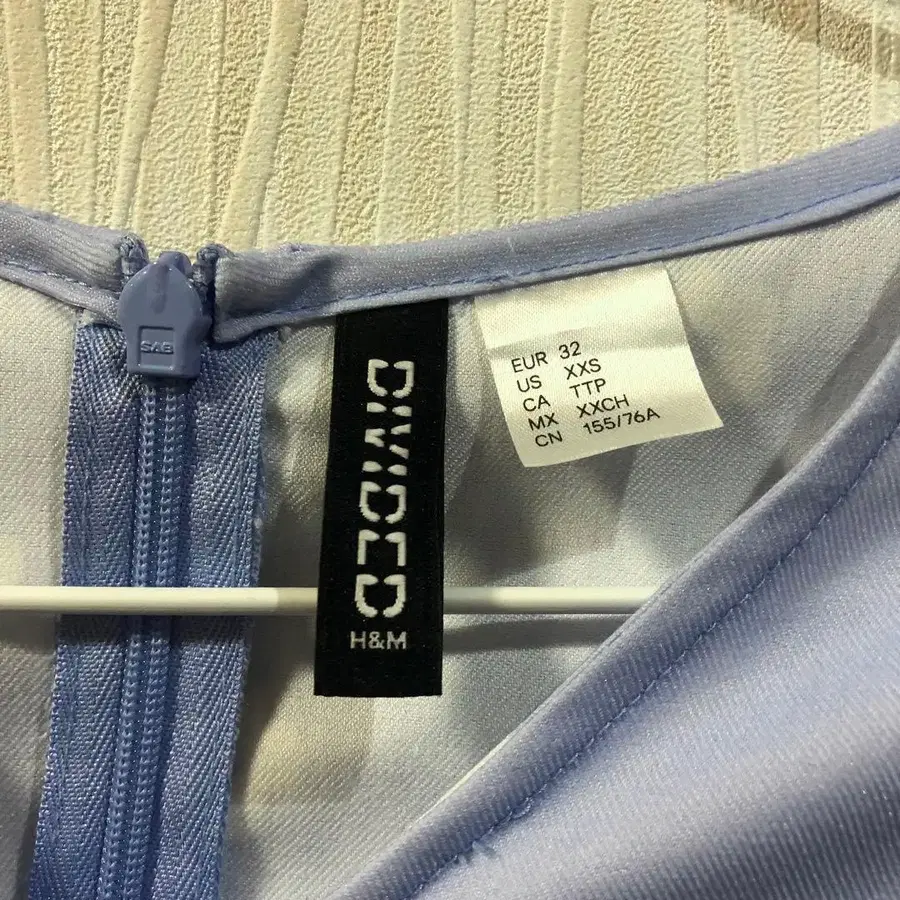 SAB
DIVIDED
H&M
EUR 32
US XXS
CA TTP
MX XXCH
CN 155/76A